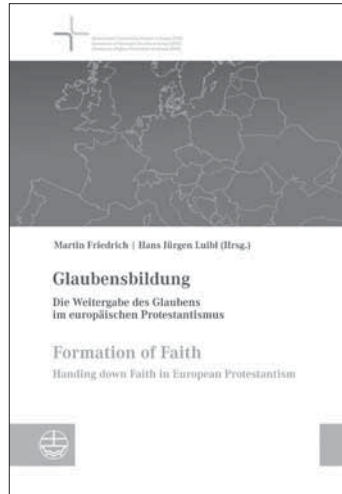 Martin Friedrich | Hans Jürgen Luibl (Hrsg.)
Glaubensbildung
Die Weitergabe des Glaubens
im europäischen Protestantismus
Formation of Faith
Handing down Faith in European Protestantism